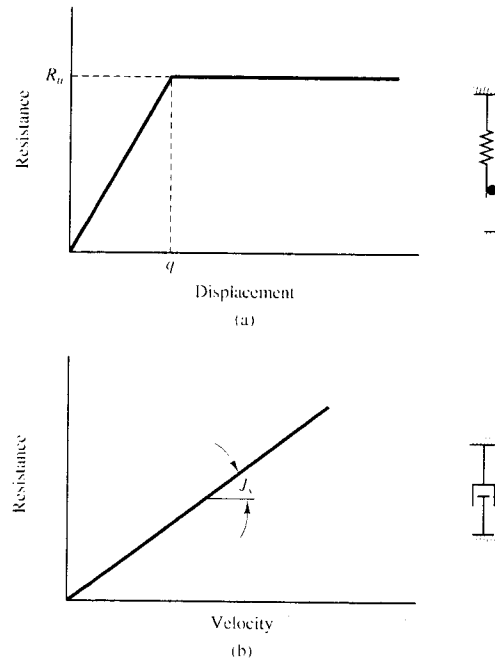 R_u
Resistance
q
Displacement
(a)
Resistance
J_s
Velocity
(b)